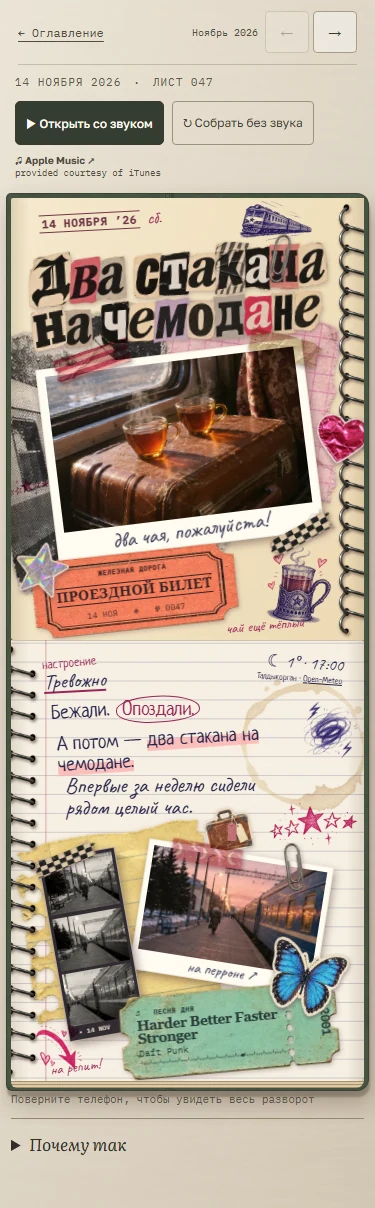 ← Оглавление
Ноябрь 2026
←
→
14 НОЯБРЯ 2026 · ЛИСТ 047
▶ Открыть со звуком
↻ Собрать без звука
♫ Apple Music ↗
provided courtesy of iTunes
14 НОЯБРЯ '26 сб.
Два стакана
на чемодане
два чая, пожалуйста!
ЖЕЛЕЗНАЯ ДОРОГА
ПРОЕЗДНОЙ БИЛЕТ
14 НОЯ * № 0047
чай ещё тёплый
настроение
Тревожно
☾ 1° · 17:00
Талдыкорган · Open-Meteo
Бежали. Опоздали.
А потом — два стакана на
чемодане.
Впервые за неделю сидели
рядом целый час.
на перроне ↗
14 NOV
♪ ПЕСНЯ ДНЯ
Harder Better Faster
Stronger
Daft Punk
2001
на репит!
Поверните телефон, чтобы увидеть весь разворот
▶ Почему так